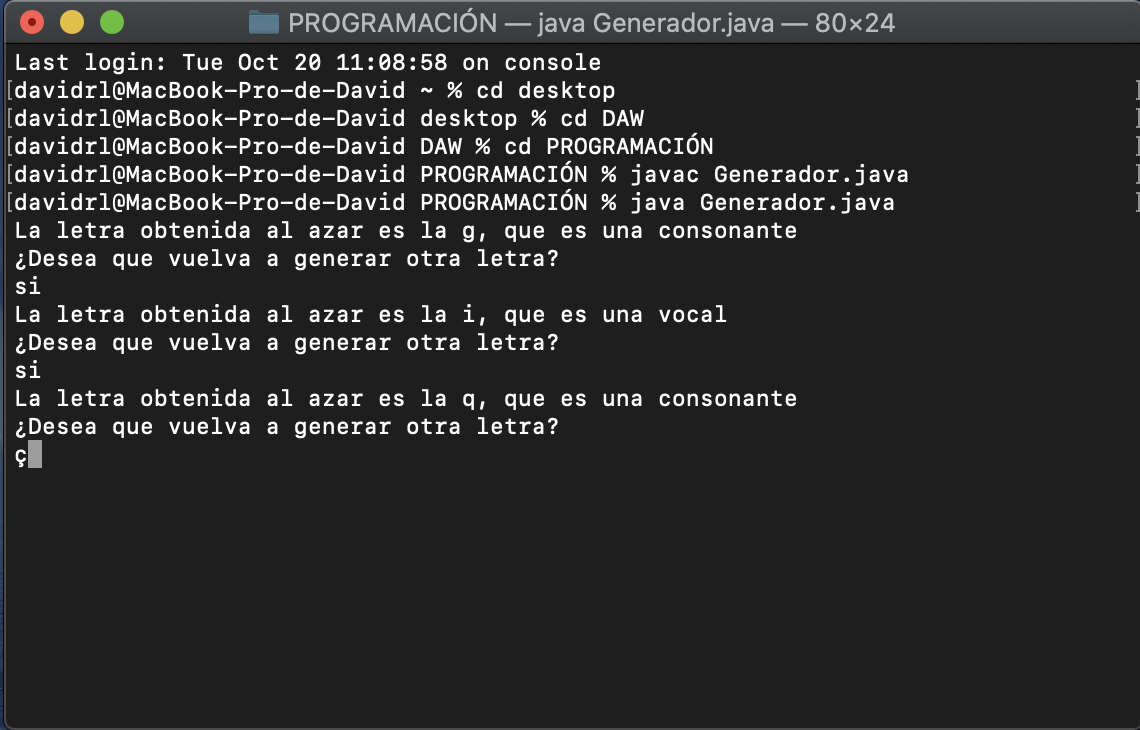 PROGRAMACIÓN — java Generador.java — 80×24
Last login: Tue Oct 20 11:08:58 on console
[davidrl@MacBook-Pro-de-David ~ % cd desktop ]
[davidrl@MacBook-Pro-de-David desktop % cd DAW ]
[davidrl@MacBook-Pro-de-David DAW % cd PROGRAMACIÓN ]
[davidrl@MacBook-Pro-de-David PROGRAMACIÓN % javac Generador.java ]
[davidrl@MacBook-Pro-de-David PROGRAMACIÓN % java Generador.java ]
La letra obtenida al azar es la g, que es una consonante
¿Desea que vuelva a generar otra letra?
si
La letra obtenida al azar es la i, que es una vocal
¿Desea que vuelva a generar otra letra?
si
La letra obtenida al azar es la q, que es una consonante
¿Desea que vuelva a generar otra letra?
ç